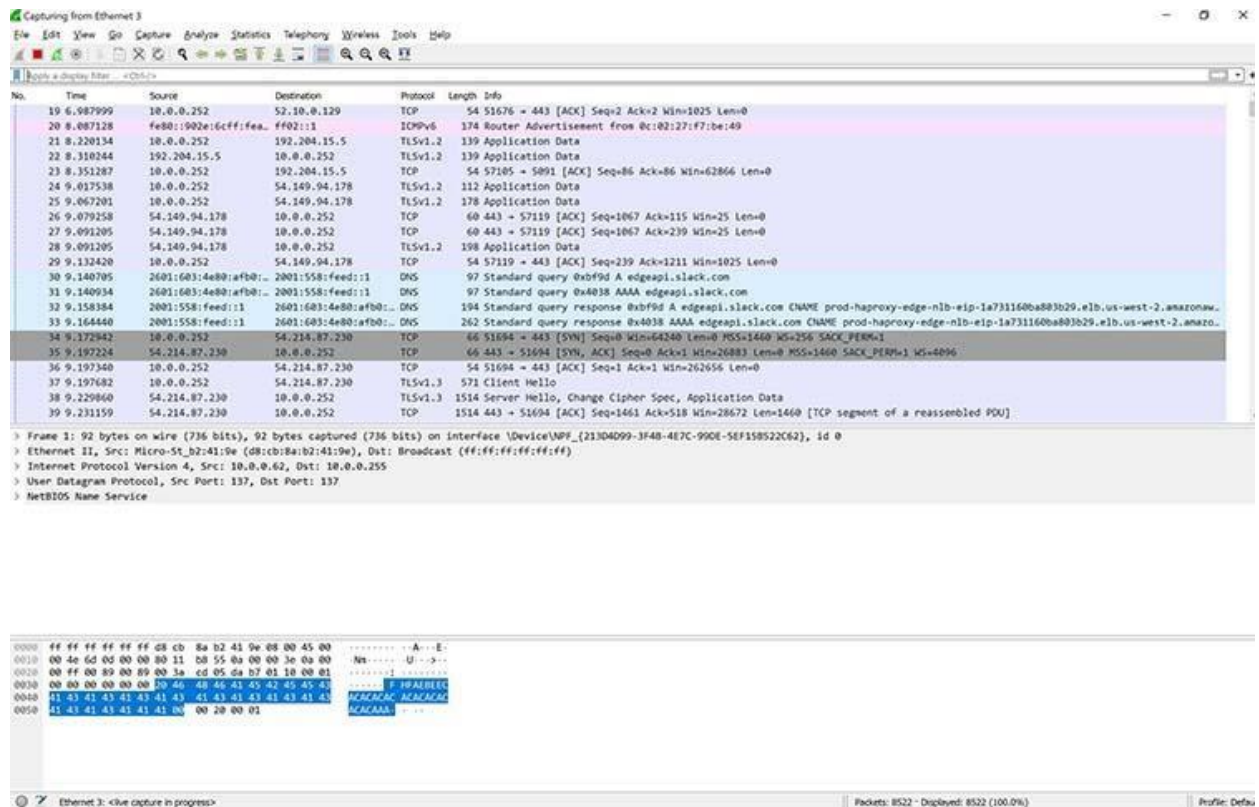 Capturing from Ethernet 3
File Edit View Go Capture Analyze Statistics Telephony Wireless Tools Help
Apply a display filter ... <Ctrl-/>
No. Time Source Destination Protocol Length Info
19 6.987999 10.0.0.252 52.10.0.129 TCP 54 51676 → 443 [ACK] Seq=2 Ack=2 Win=1025 Len=0
20 8.087128 fe80::902e:6cff:fea… ff02::1 ICMPv6 174 Router Advertisement from 0c:02:27:f7:be:49
21 8.220134 10.0.0.252 192.204.15.5 TLSv1.2 139 Application Data
22 8.310244 192.204.15.5 10.0.0.252 TLSv1.2 139 Application Data
23 8.351287 10.0.0.252 192.204.15.5 TCP 54 57105 → 5091 [ACK] Seq=86 Ack=86 Win=62866 Len=0
24 9.017538 10.0.0.252 54.149.94.178 TLSv1.2 112 Application Data
25 9.067201 10.0.0.252 54.149.94.178 TLSv1.2 178 Application Data
26 9.079258 54.149.94.178 10.0.0.252 TCP 60 443 → 57119 [ACK] Seq=1067 Ack=115 Win=25 Len=0
27 9.091205 54.149.94.178 10.0.0.252 TCP 60 443 → 57119 [ACK] Seq=1067 Ack=239 Win=25 Len=0
28 9.091205 54.149.94.178 10.0.0.252 TLSv1.2 198 Application Data
29 9.132420 10.0.0.252 54.149.94.178 TCP 54 57119 → 443 [ACK] Seq=239 Ack=1211 Win=1025 Len=0
30 9.140705 2601:603:4e80:afb0:… 2001:558:feed::1 DNS 97 Standard query 0xbf9d A edgeapi.slack.com
31 9.140934 2601:603:4e80:afb0:… 2001:558:feed::1 DNS 97 Standard query 0x4038 AAAA edgeapi.slack.com
32 9.158384 2001:558:feed::1 2601:603:4e80:afb0:… DNS 194 Standard query response 0xbf9d A edgeapi.slack.com CNAME prod-haproxy-edge-nlb-eip-1a731160ba803b29.elb.us-west-2.amazonaw…
33 9.164440 2001:558:feed::1 2601:603:4e80:afb0:… DNS 262 Standard query response 0x4038 AAAA edgeapi.slack.com CNAME prod-haproxy-edge-nlb-eip-1a731160ba803b29.elb.us-west-2.amazo…
34 9.172942 10.0.0.252 54.214.87.230 TCP 66 51694 → 443 [SYN] Seq=0 Win=64240 Len=0 MSS=1460 WS=256 SACK_PERM=1
35 9.197224 54.214.87.230 10.0.0.252 TCP 66 443 → 51694 [SYN, ACK] Seq=0 Ack=1 Win=26883 Len=0 MSS=1460 SACK_PERM=1 WS=4096
36 9.197340 10.0.0.252 54.214.87.230 TCP 54 51694 → 443 [ACK] Seq=1 Ack=1 Win=262656 Len=0
37 9.197682 10.0.0.252 54.214.87.230 TLSv1.3 571 Client Hello
38 9.229860 54.214.87.230 10.0.0.252 TLSv1.3 1514 Server Hello, Change Cipher Spec, Application Data
39 9.231159 54.214.87.230 10.0.0.252 TCP 1514 443 → 51694 [ACK] Seq=1461 Ack=518 Win=28672 Len=1460 [TCP segment of a reassembled PDU]
> Frame 1: 92 bytes on wire (736 bits), 92 bytes captured (736 bits) on interface \Device\NPF_{213D4D99-3F48-4E7C-99DE-5EF15B522C62}, id 0
> Ethernet II, Src: Micro-St_b2:41:9e (d8:cb:8a:b2:41:9e), Dst: Broadcast (ff:ff:ff:ff:ff:ff)
> Internet Protocol Version 4, Src: 10.0.0.62, Dst: 10.0.0.255
> User Datagram Protocol, Src Port: 137, Dst Port: 137
> NetBIOS Name Service
0000 ff ff ff ff ff ff d8 cb 8a b2 41 9e 08 00 45 00 ········ ··A···E·
0010 00 4e 6d 0d 00 00 80 11 b8 55 0a 00 00 3e 0a 00 ·Nm····· ·U···>··
0020 00 ff 00 89 00 89 00 3a cd 05 da b7 01 10 00 01 ·······: ········
0030 00 00 00 00 00 00 20 46 48 46 41 45 42 45 45 43 ······ F HFAEBEEC
0040 41 43 41 43 41 43 41 43 41 43 41 43 41 43 41 43 ACACACAC ACACACAC
0050 41 43 41 43 41 41 41 00 00 20 00 01 ACACAAA· · ··
Ethernet 3: <live capture in progress>
Packets: 8522 · Displayed: 8522 (100.0%)